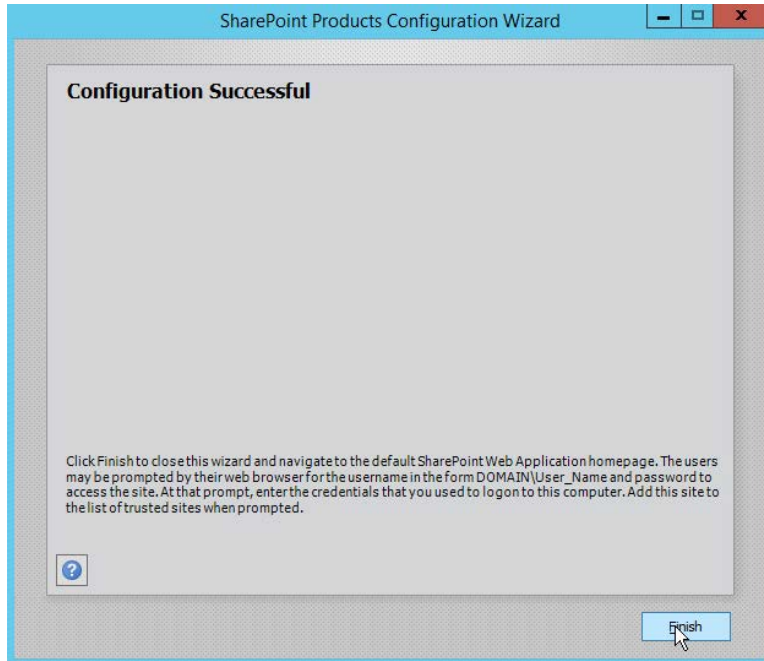 SharePoint Products Configuration Wizard
Configuration Successful
Click Finish to close this wizard and navigate to the default SharePoint Web Application homepage. The users
may be prompted by their web browser for the username in the form DOMAIN\User_Name and password to
access the site. At that prompt, enter the credentials that you used to logon to this computer. Add this site to
the list of trusted sites when prompted.
Finish